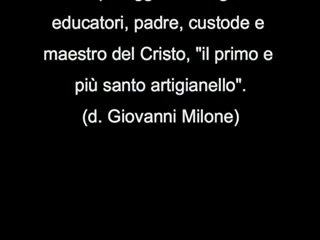 educatori, padre, custode e
maestro del Cristo, "il primo e
più santo artigianello".
(d. Giovanni Milone)